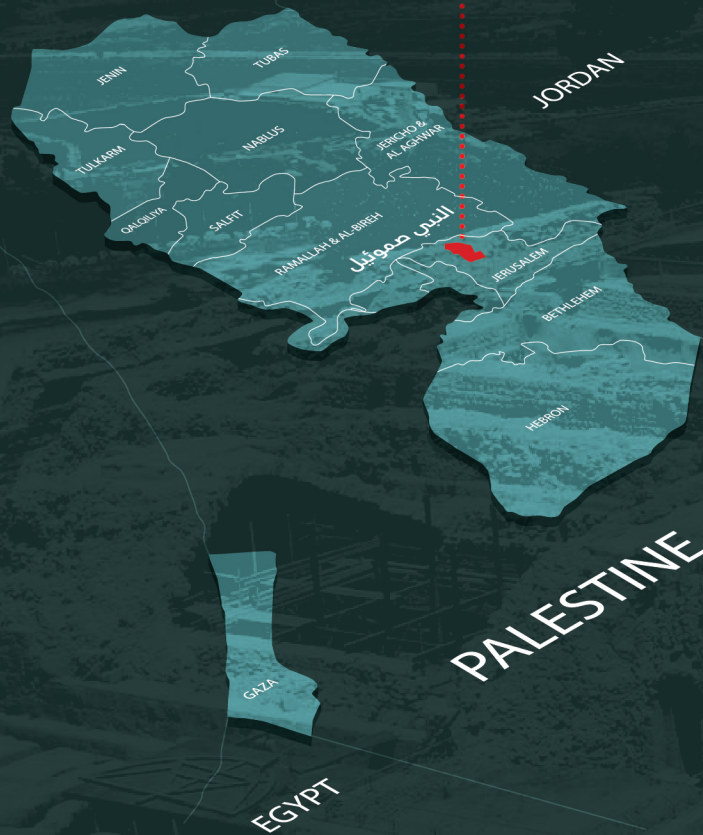 JENIN
TUBAS
JORDAN
TULKARM
NABLUS
JERICHO &
AL AGHWAR
QALQILIYA
SALFIT
RAMALLAH & AL-BIREH
النبي صموئيل
JERUSALEM
BETHLEHEM
HEBRON
PALESTINE
GAZA
EGYPT